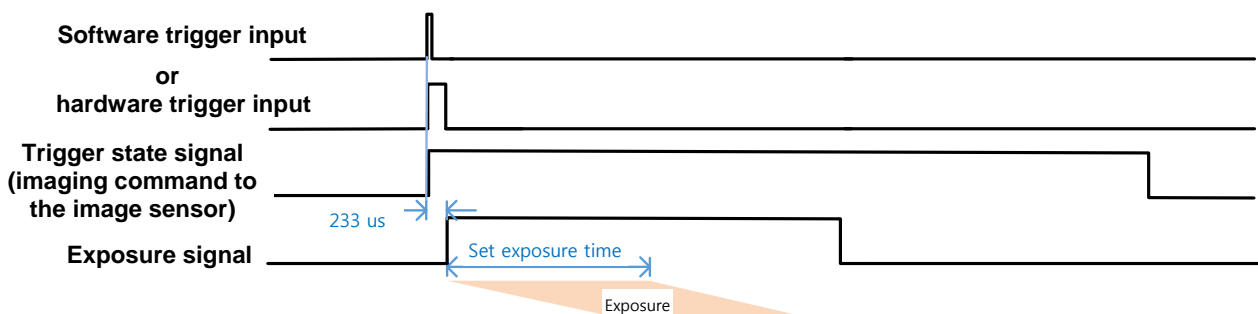 Software trigger input
or
hardware trigger input
Trigger state signal
(imaging command to
the image sensor)
233 us
Exposure signal
Set exposure time
Exposure